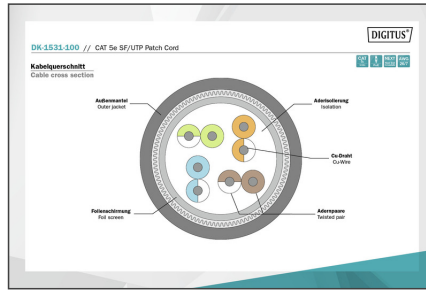 DIGITUS®
DK-1531-100 // CAT 5e SF/UTP Patch Cord
Kabelquerschnitt
Cable cross section
Außenmantel
Outer jacket
Aderisolierung
Isolation
Cu-Draht
Cu-Wire
Folienschirmung
Foil screen
Adernpaare
Twisted pair